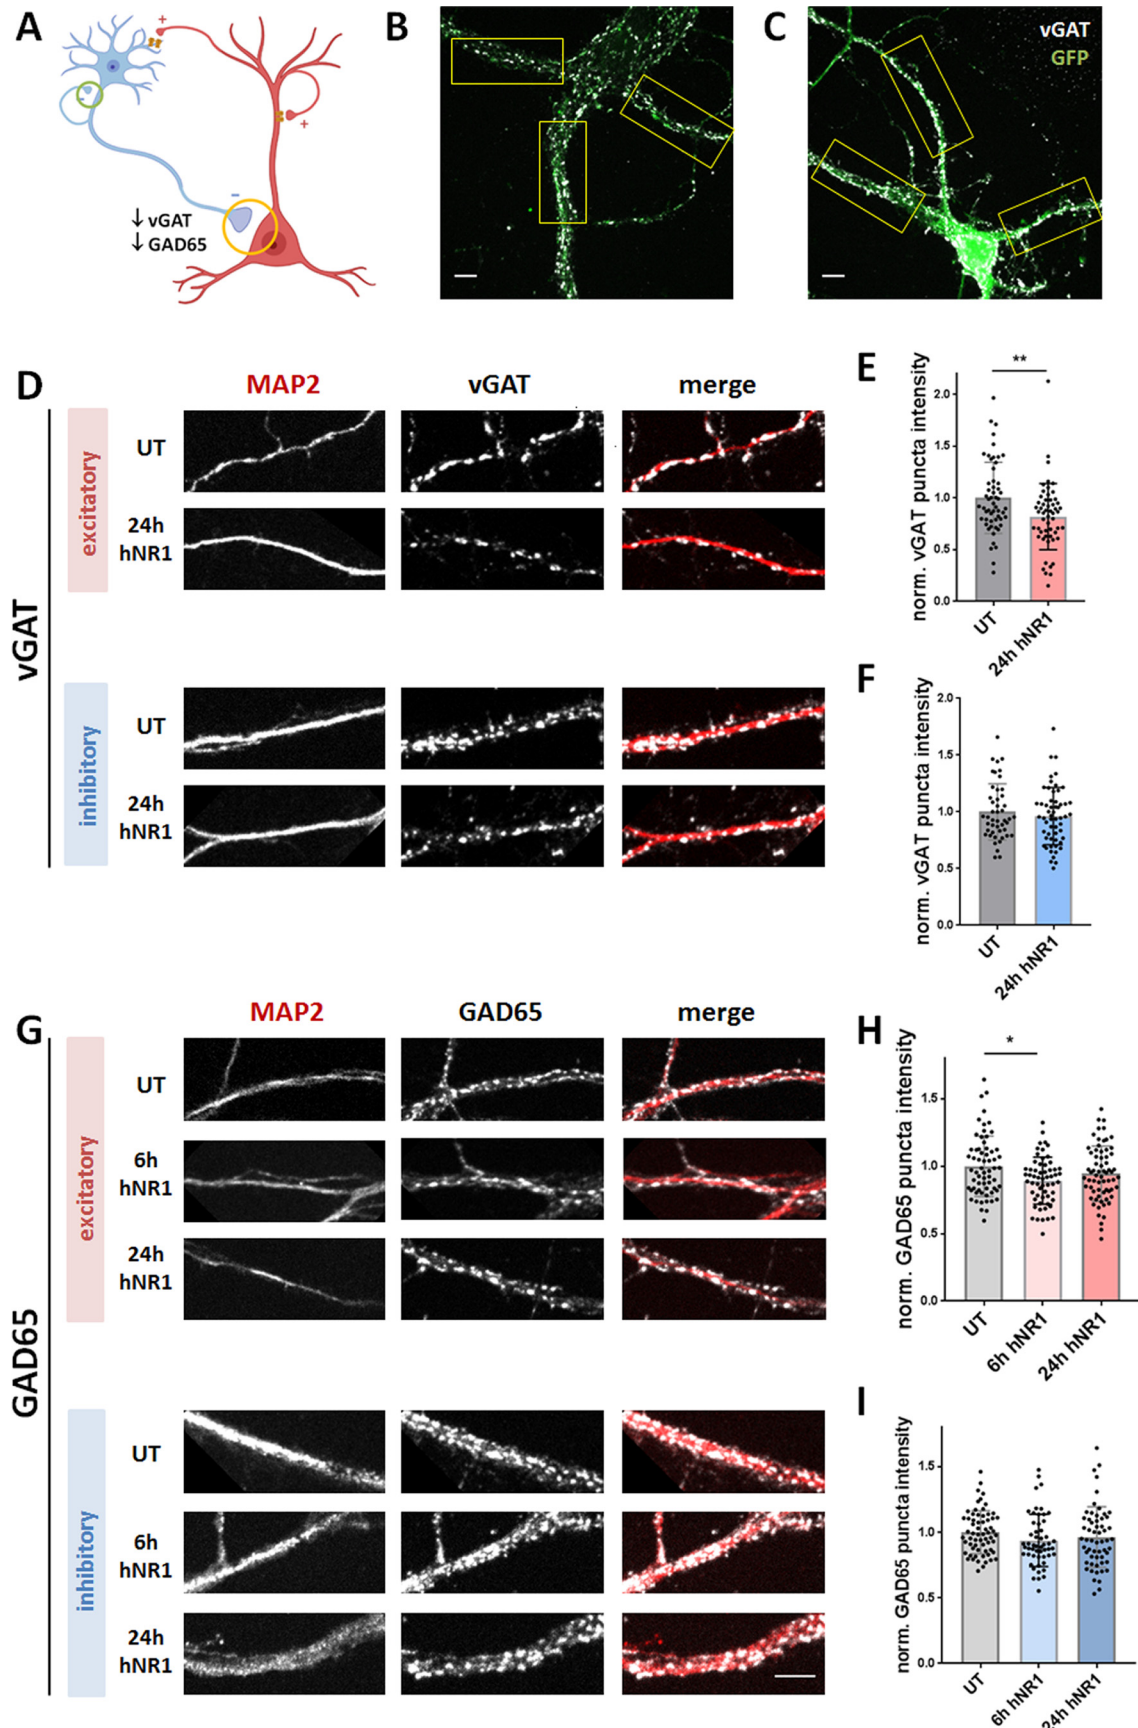 A
+
+
-
-
↓ vGAT
↓ GAD65
B
C
vGAT
GFP
D
MAP2
vGAT
merge
vGAT
excitatory
UT
24h
hNR1
inhibitory
UT
24h
hNR1
E
**
norm. vGAT puncta intensity
2.0
1.5
1.0
0.5
0.0
UT
24h hNR1
F
norm. vGAT puncta intensity
2.0
1.5
1.0
0.5
0.0
UT
24h hNR1
G
MAP2
GAD65
merge
GAD65
excitatory
UT
6h
hNR1
24h
hNR1
inhibitory
UT
6h
hNR1
24h
hNR1
H
*
norm. GAD65 puncta intensity
1.5
1.0
0.5
0.0
UT
6h hNR1
24h hNR1
I
norm. GAD65 puncta intensity
1.5
1.0
0.5
0.0
UT
6h hNR1
24h hNR1